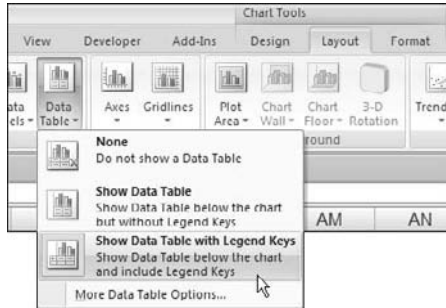 Chart Tools
View Developer Add-Ins Design Layout Format
Data Table
Axes
Gridlines
Plot Area
Chart Wall
Chart Floor
3-D Rotation
None
Do not show a Data Table
Show Data Table
Show Data Table below the chart
but without Legend Keys
Show Data Table with Legend Keys
Show Data Table below the chart
and include Legend Keys
More Data Table Options...
AM AN